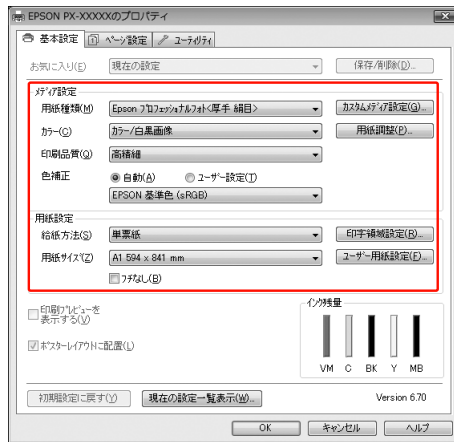 EPSON PX-XXXXXのプロパティ
基本設定 ページ設定 ユーティリティ
お気に入り(E) 現在の設定 保存/削除(D)...
メディア設定
用紙種類(M) Epson プロフェッショナルフォト<厚手 絹目> カスタムメディア設定(G)...
カラー(C) カラー/白黒画像 用紙調整(P)...
印刷品質(Q) 高精細
色補正 自動(A) ユーザー設定(T)
EPSON 基準色 (sRGB)
用紙設定
給紙方法(S) 単票紙 印字領域設定(R)...
用紙サイズ(Z) A1 594 x 841 mm ユーザー用紙設定(F)...
フチなし(B)
印刷プレビューを
表示する(V)
インク残量
ポスターレイアウトに配置(L)
VM C BK Y MB
初期設定に戻す(Y) 現在の設定一覧表示(W)... Version 6.70
OK キャンセル ヘルプ